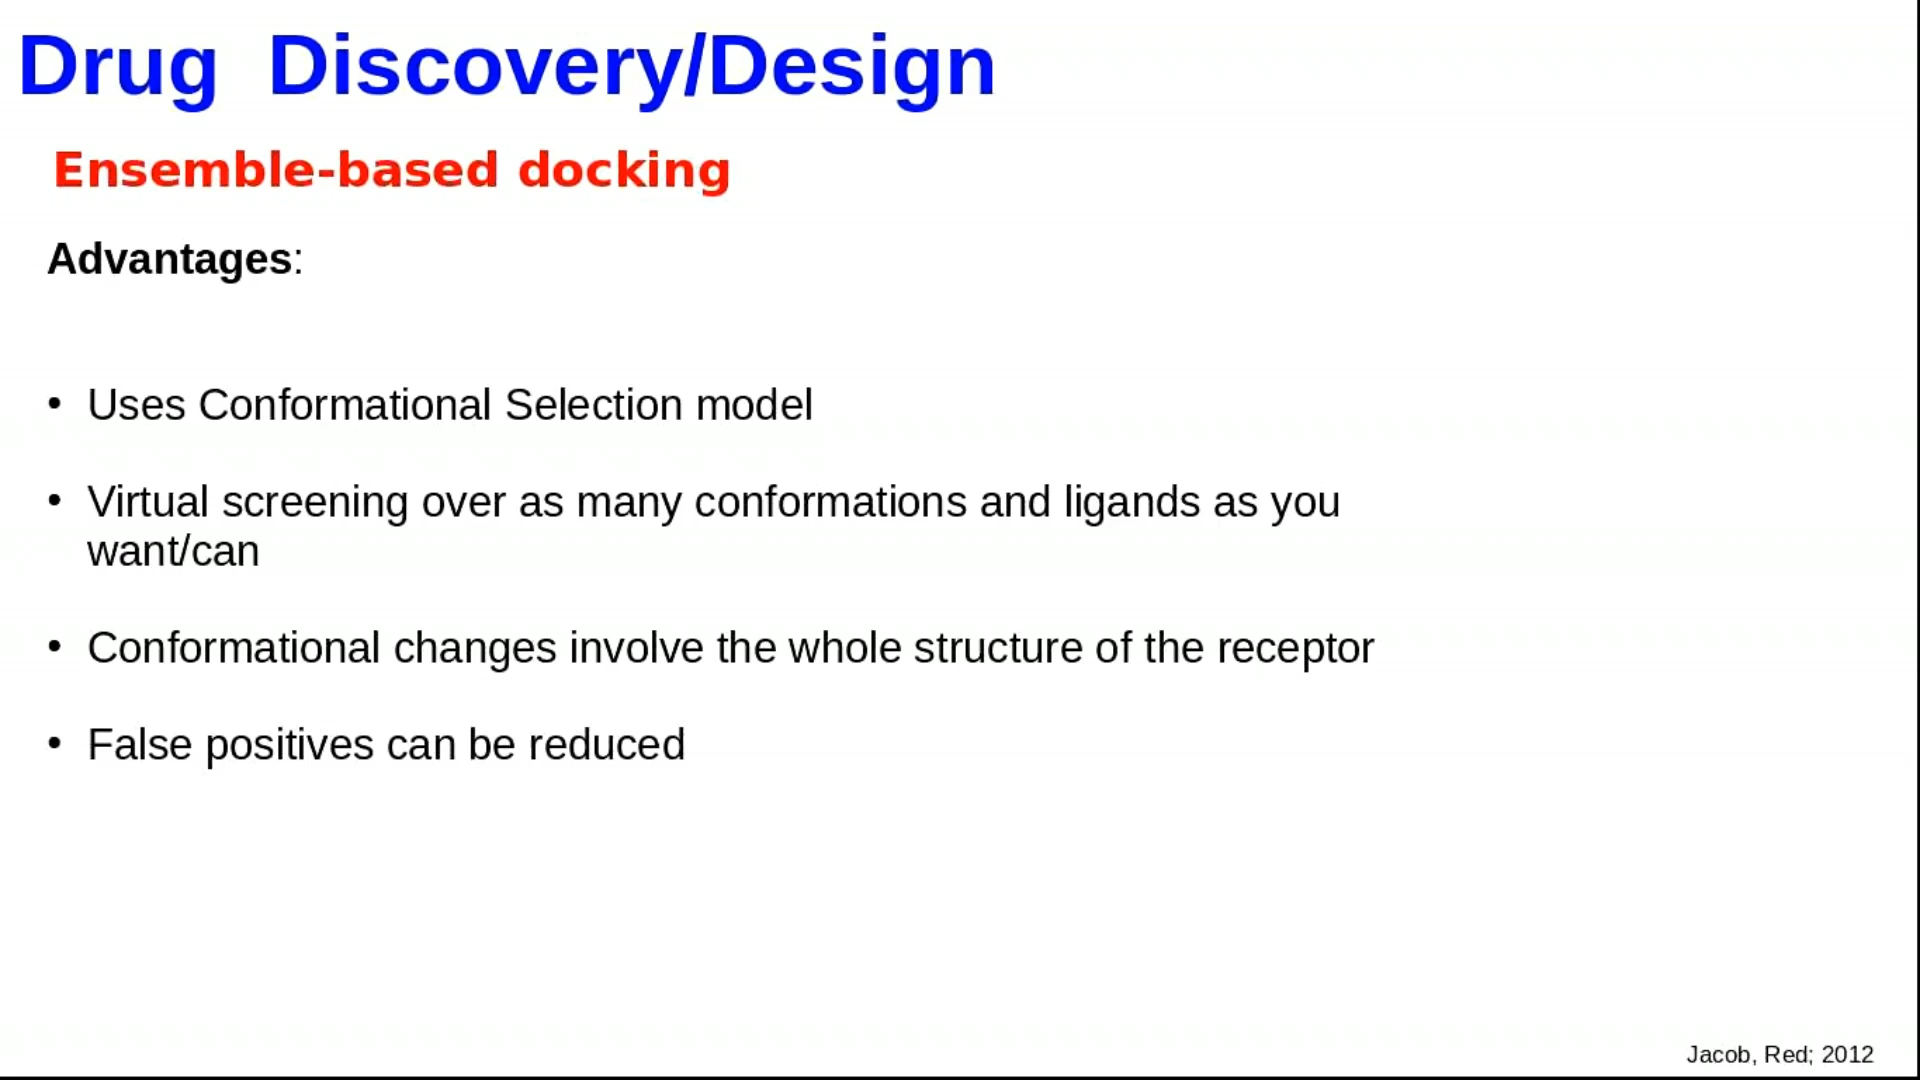 Drug Discovery/Design
Ensemble-based docking
Advantages:
• Uses Conformational Selection model
• Virtual screening over as many conformations and ligands as you
want/can
• Conformational changes involve the whole structure of the receptor
• False positives can be reduced
Jacob, Red; 2012